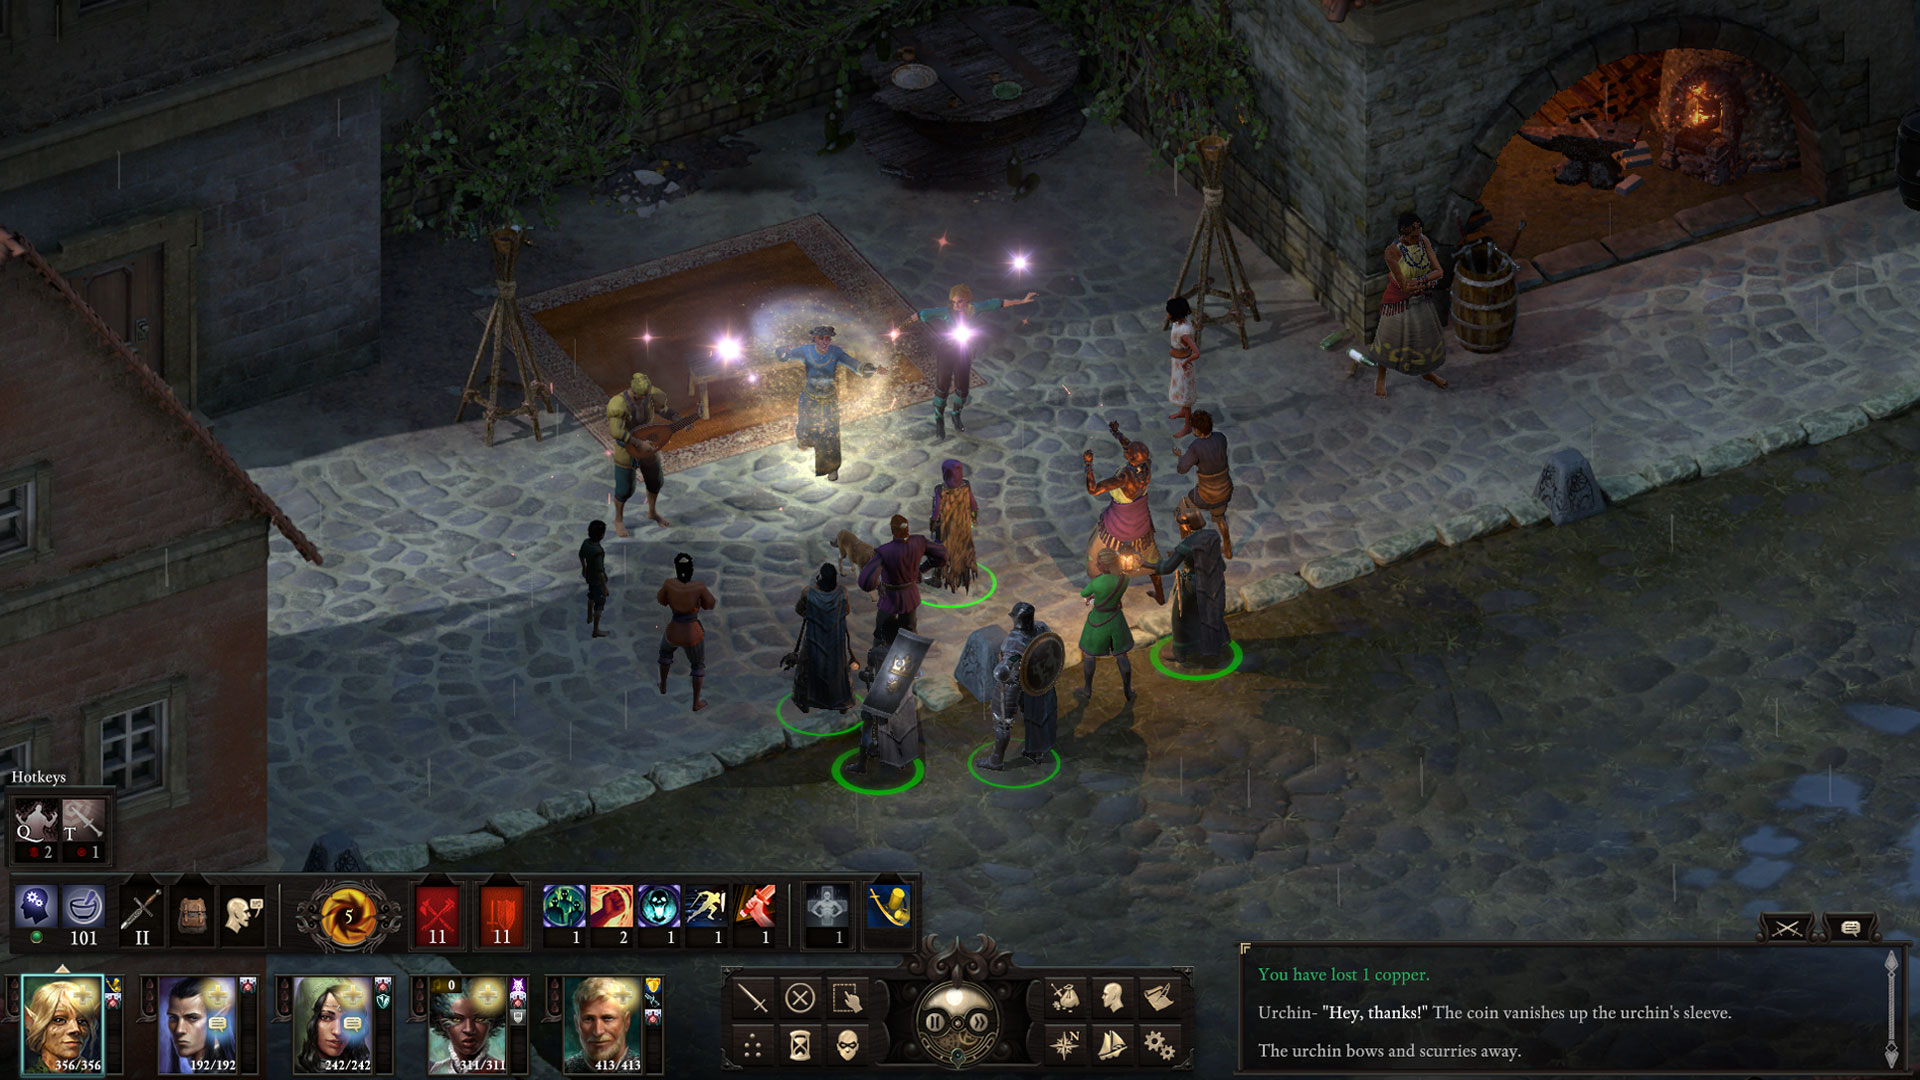 Hotkeys
Q T
2 1
5
101 II 11 11 1 2 1 1 1 1
0
N
356/356 192/192 242/242 311/311 413/413
You have lost 1 copper.
Urchin- "Hey, thanks!" The coin vanishes up the urchin's sleeve.
The urchin bows and scurries away.